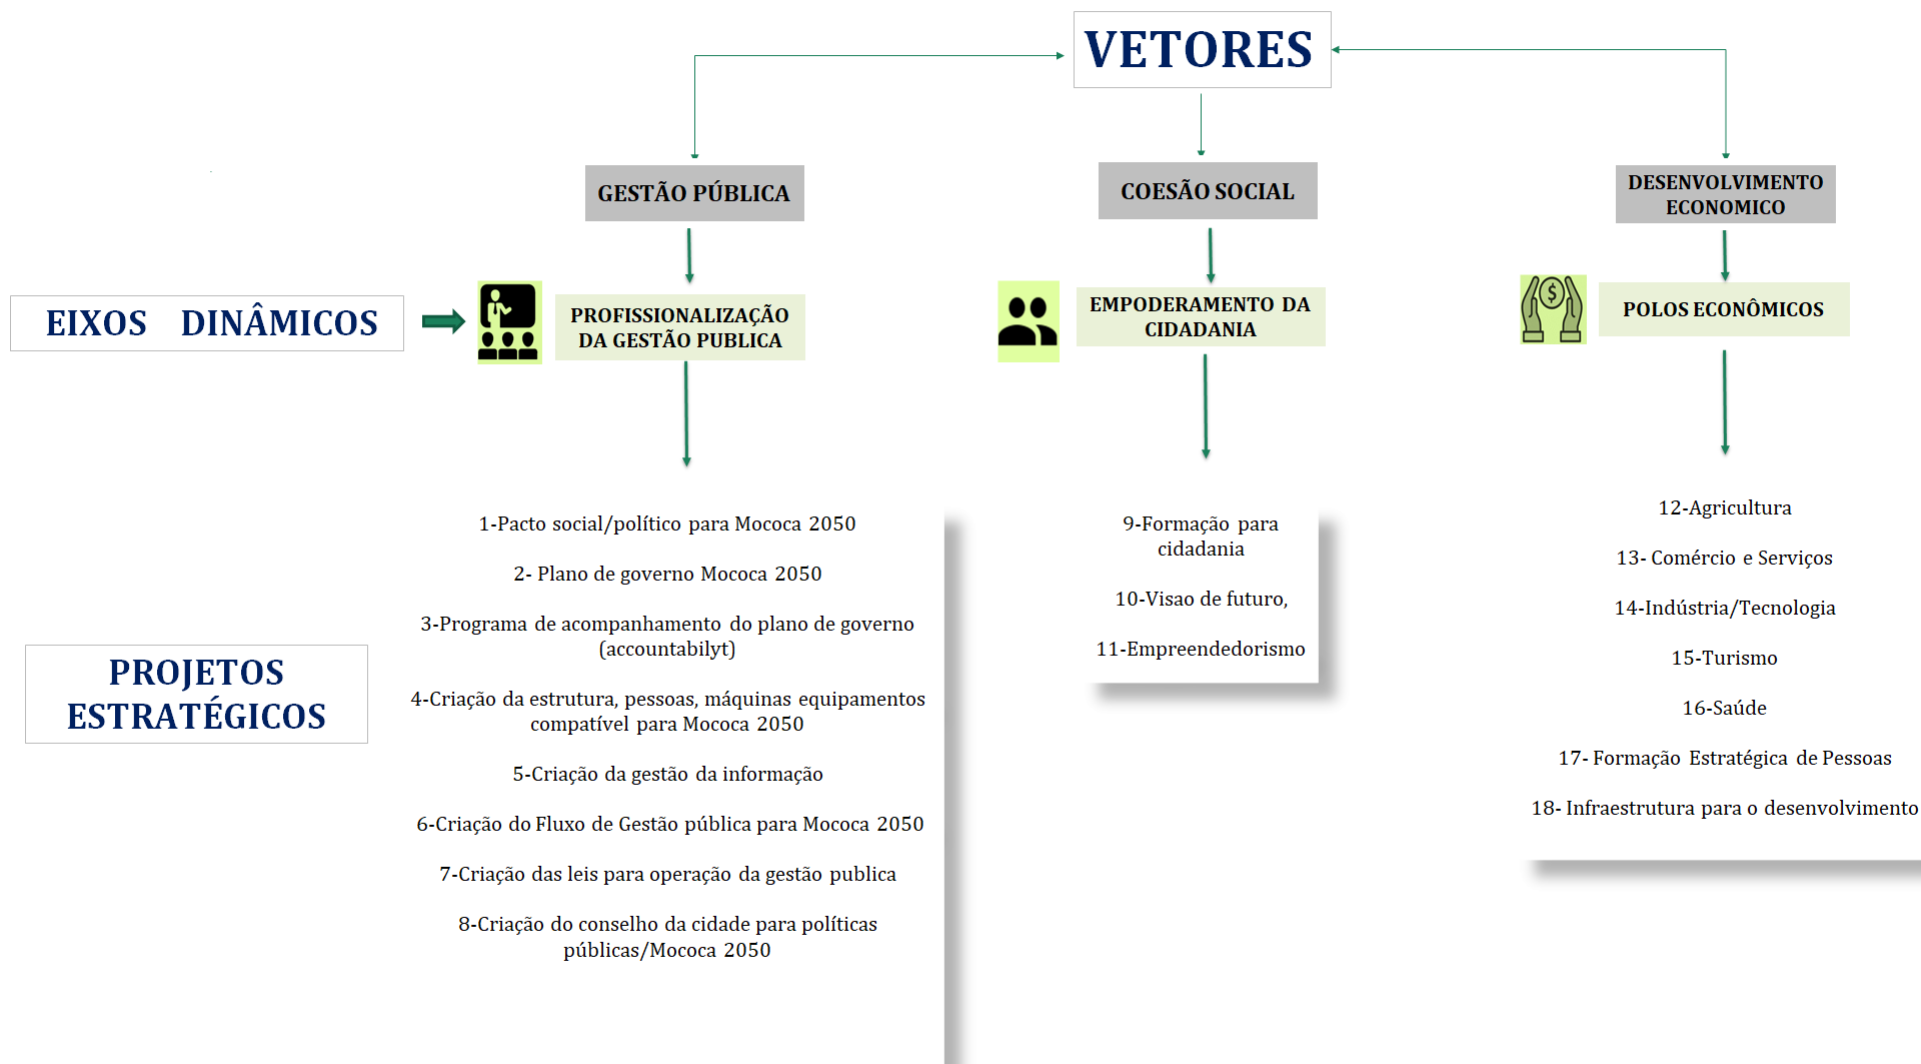 VETORES
GESTÃO PÚBLICA
COESÃO SOCIAL
DESENVOLVIMENTO
ECONOMICO
EIXOS DINÂMICOS
PROFISSIONALIZAÇÃO
DA GESTÃO PUBLICA
EMPODERAMENTO DA
CIDADANIA
POLOS ECONÔMICOS
PROJETOS
ESTRATÉGICOS
1-Pacto social/político para Mococa 2050
2- Plano de governo Mococa 2050
3-Programa de acompanhamento do plano de governo
(accountabilyt)
4-Criação da estrutura, pessoas, máquinas equipamentos
compatível para Mococa 2050
5-Criação da gestão da informação
6-Criação do Fluxo de Gestão pública para Mococa 2050
7-Criação das leis para operação da gestão publica
8-Criação do conselho da cidade para políticas
públicas/Mococa 2050
9-Formação para
cidadania
10-Visao de futuro,
11-Empreendedorismo
12-Agricultura
13- Comércio e Serviços
14-Indústria/Tecnologia
15-Turismo
16-Saúde
17- Formação Estratégica de Pessoas
18- Infraestrutura para o desenvolvimento